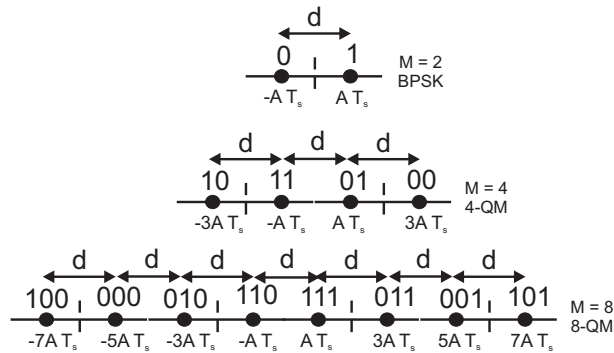 d
0 1
M = 2
BPSK
-A Tₛ A Tₛ
d d d
10 11 01 00
M = 4
4-QM
-3A Tₛ -A Tₛ A Tₛ 3A Tₛ
d d d d d d d
100 000 010 110 111 011 001 101
M = 8
8-QM
-7A Tₛ -5A Tₛ -3A Tₛ -A Tₛ A Tₛ 3A Tₛ 5A Tₛ 7A Tₛ